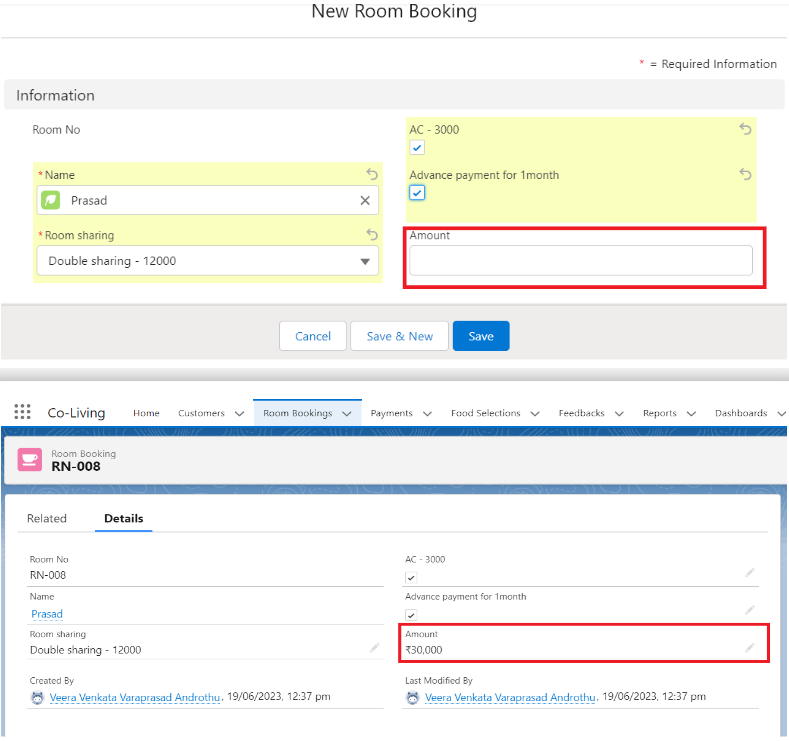 New Room Booking
* = Required Information
Information
Room No
AC - 3000
*Name
Advance payment for 1month
Prasad
*Room sharing
Amount
Double sharing - 12000
Cancel
Save & New
Save
Co-Living
Home
Customers
Room Bookings
Payments
Food Selections
Feedbacks
Reports
Dashboards
Room Booking
RN-008
Related
Details
Room No
AC - 3000
RN-008
Name
Advance payment for 1month
Prasad
Room sharing
Amount
Double sharing - 12000
₹30,000
Created By
Last Modified By
Veera Venkata Varaprasad Androthu, 19/06/2023, 12:37 pm
Veera Venkata Varaprasad Androthu, 19/06/2023, 12:37 pm